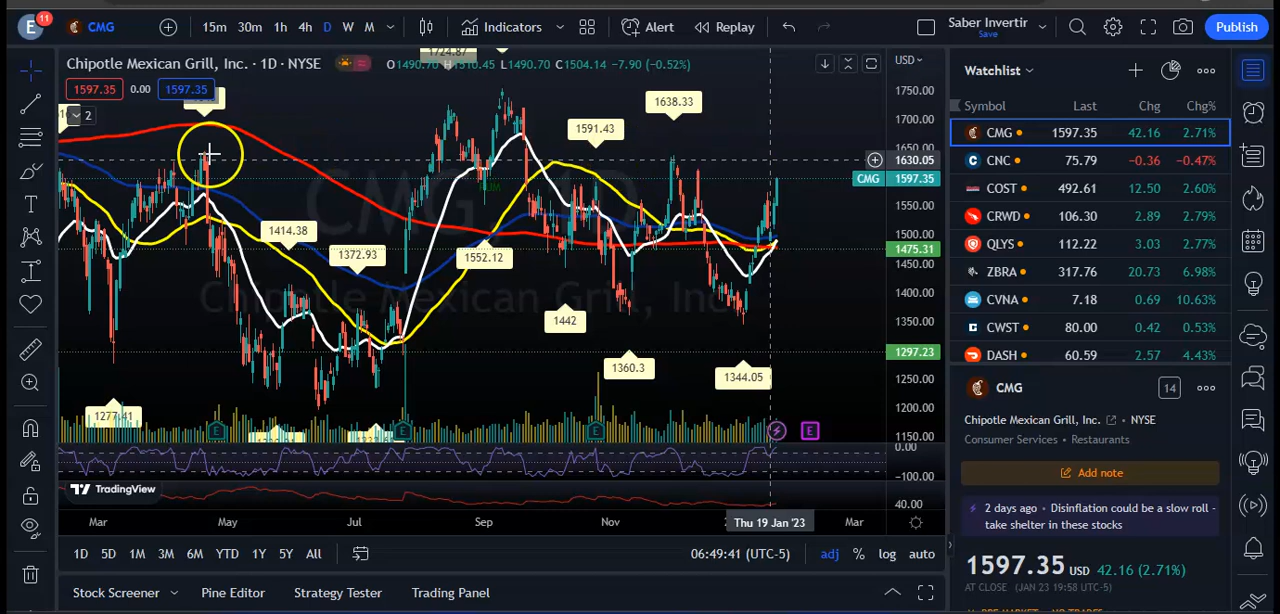 E 11 CMG 15m 30m 1h 4h D W M Indicators Alert Replay Saber Invertir Save Publish
Chipotle Mexican Grill, Inc. · 1D · NYSE O1490.70 H1510.45 L1490.70 C1504.14 -7.90 (-0.52%)
1597.35 0.00 1597.35
2
1724.87
1638.33
1591.43
1414.38
1372.93
1552.12
1442
1360.3
1344.05
1277.41
CMG, 1D
Chipotle Mexican Grill, Inc.
USD
1750.00
1700.00
1650.00
1630.05
CMG 1597.35
1550.00
1500.00
1475.31
1450.00
1400.00
1350.00
1297.23
1250.00
1200.00
1150.00
0.00
-100.00
40.00
E E E E
TradingView
Mar May Jul Sep Nov Thu 19 Jan '23 Mar
1D 5D 1M 3M 6M YTD 1Y 5Y All 06:49:41 (UTC-5) adj % log auto
Stock Screener Pine Editor Strategy Tester Trading Panel
Watchlist
Symbol Last Chg Chg%
CMG 1597.35 42.16 2.71%
CNC 75.79 -0.36 -0.47%
COST 492.61 12.50 2.60%
CRWD 106.30 2.89 2.79%
QLYS 112.22 3.03 2.77%
ZBRA 317.76 20.73 6.98%
CVNA 7.18 0.69 10.63%
CWST 80.00 0.42 0.53%
DASH 60.59 2.57 4.43%
CMG 14
Chipotle Mexican Grill, Inc. · NYSE
Consumer Services · Restaurants
Add note
2 days ago · Disinflation could be a slow roll -
take shelter in these stocks
1597.35 USD 42.16 (2.71%)
AT CLOSE (JAN 23 19:58 UTC-5)